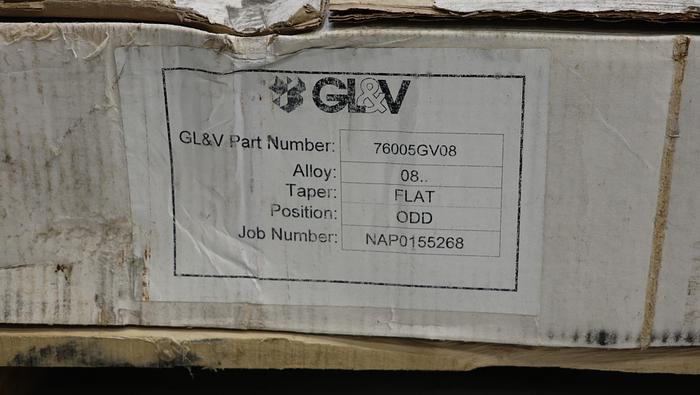 GL&V
GL&V Part Number: 76005GV08
Alloy: 08..
Taper: FLAT
Position: ODD
Job Number: NAP0155268